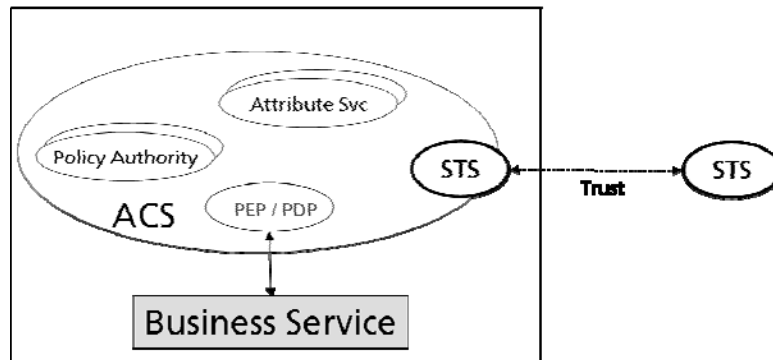 Attribute Svc
Policy Authority
STS
STS
Trust
ACS
PEP / PDP
Business Service